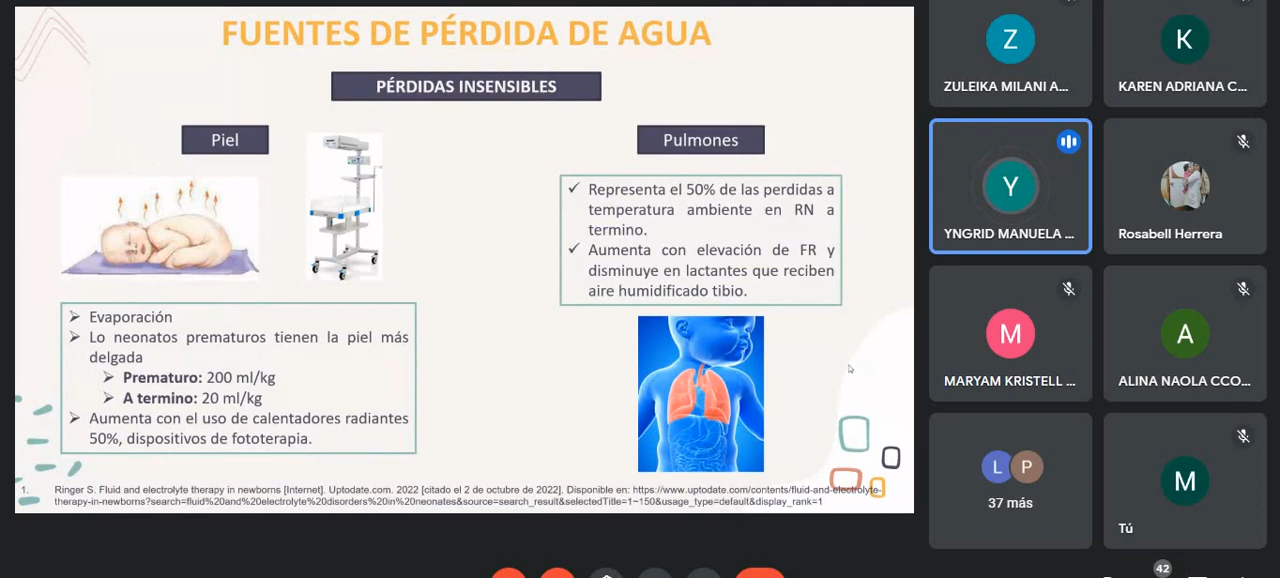 FUENTES DE PÉRDIDA DE AGUA
PÉRDIDAS INSENSIBLES
Piel
Pulmones
➢ Evaporación
➢ Lo neonatos prematuros tienen la piel más
delgada
➢ Prematuro: 200 ml/kg
➢ A termino: 20 ml/kg
➢ Aumenta con el uso de calentadores radiantes
50%, dispositivos de fototerapia.
✓ Representa el 50% de las perdidas a
temperatura ambiente en RN a
termino.
✓ Aumenta con elevación de FR y
disminuye en lactantes que reciben
aire humidificado tibio.
1. Ringer S. Fluid and electrolyte therapy in newborns [Internet]. Uptodate.com. 2022 [citado el 2 de octubre de 2022]. Disponible en: https://www.uptodate.com/contents/fluid-and-electrolyte-
therapy-in-newborns?search=fluid%20and%20electrolyte%20disorders%20in%20neonates&source=search_result&selectedTitle=1~150&usage_type=default&display_rank=1
Z
ZULEIKA MILANI A...
K
KAREN ADRIANA C...
Y
YNGRID MANUELA ...
Rosabell Herrera
M
MARYAM KRISTELL ...
A
ALINA NAOLA CCO...
L P
37 más
M
Tú
42